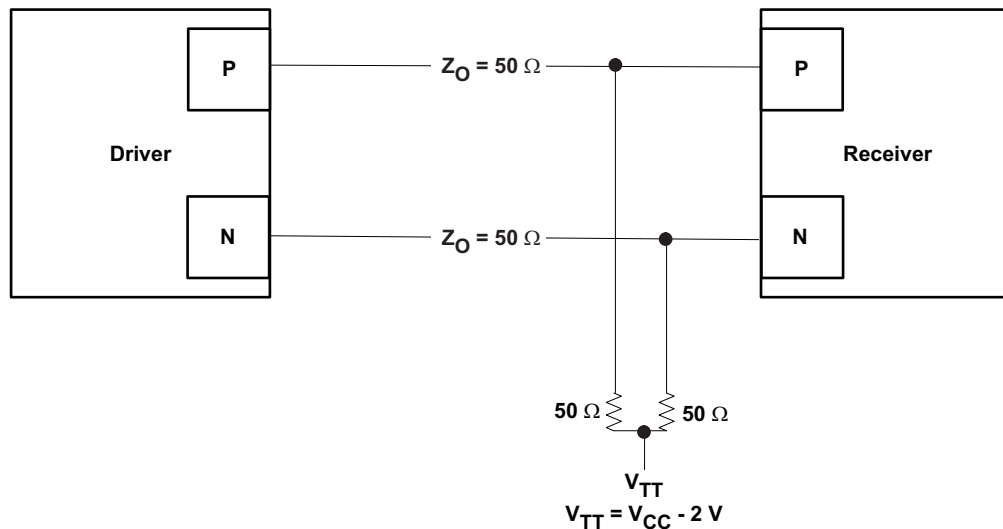 P
Z_O = 50 Ω
P
Driver
Receiver
N
Z_O = 50 Ω
N
50 Ω
50 Ω
V_TT
V_TT = V_CC - 2 V